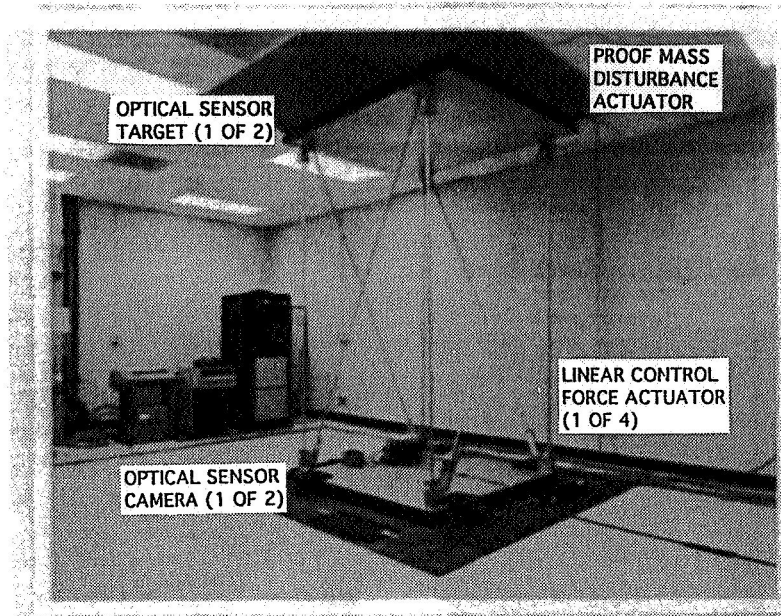 PROOF MASS
DISTURBANCE
ACTUATOR
OPTICAL SENSOR
TARGET (1 OF 2)
LINEAR CONTROL
FORCE ACTUATOR
(1 OF 4)
OPTICAL SENSOR
CAMERA (1 OF 2)